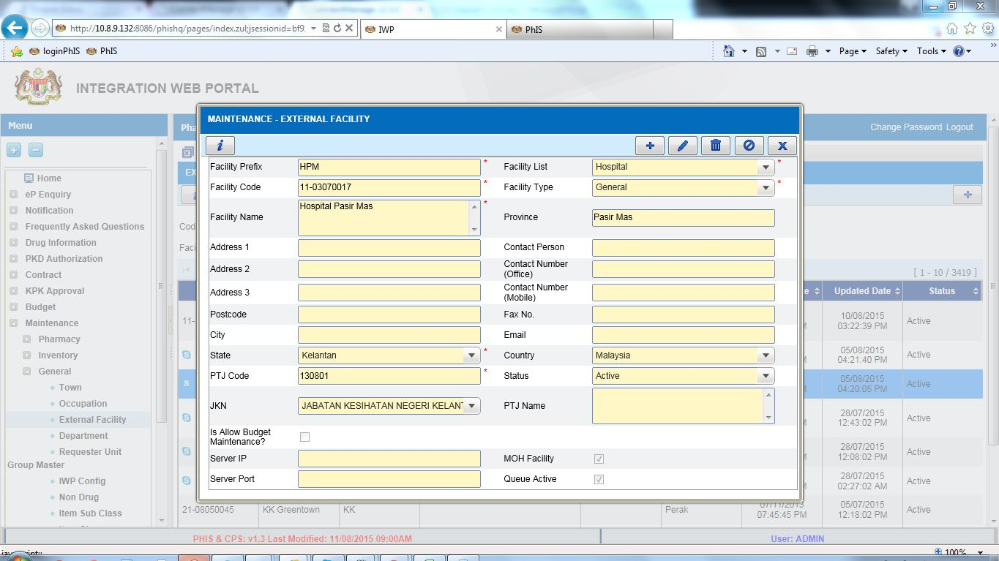 http://10.8.9.132:8086/phishq/pages/index.zul;jsessionid=bf9.
IWP
PhIS
loginPhIS
PhIS
Page
Safety
Tools
INTEGRATION WEB PORTAL
Menu
Pha
Change Password Logout
MAINTENANCE - EXTERNAL FACILITY
Home
eP Enquiry
Notification
Frequently Asked Questions
Drug Information
PKD Authorization
Contract
KPK Approval
Budget
Maintenance
Pharmacy
Inventory
General
Town
Occupation
External Facility
Department
Requester Unit
Group Master
IWP Config
Non Drug
Item Sub Class
EX
Cod
Faci
11-
Facility Prefix HPM * Facility List Hospital *
Facility Code 11-03070017 * Facility Type General *
Facility Name Hospital Pasir Mas * Province Pasir Mas
Address 1 Contact Person
Address 2 Contact Number (Office)
Address 3 Contact Number (Mobile)
Postcode Fax No.
City Email
State Kelantan * Country Malaysia
PTJ Code 130801 * Status Active
JKN JABATAN KESIHATAN NEGERI KELANT PTJ Name
Is Allow Budget Maintenance?
Server IP MOH Facility
Server Port Queue Active
[ 1 - 10 / 3419 ]
e Updated Date Status
10/08/2015 03:22:39 PM Active
05/08/2015 04:21:40 PM Active
05/08/2015 04:20:05 PM Active
28/07/2015 12:43:02 PM Active
28/07/2015 12:08:02 PM Active
28/07/2015 02:27:02 AM Active
21-08050045 KK Greentown KK Perak 07/11/2013 07:45:45 PM 05/07/2015 12:18:02 PM Active
PHIS & CPS: v1.3 Last Modified: 11/08/2015 09:00AM
User: ADMIN
100%